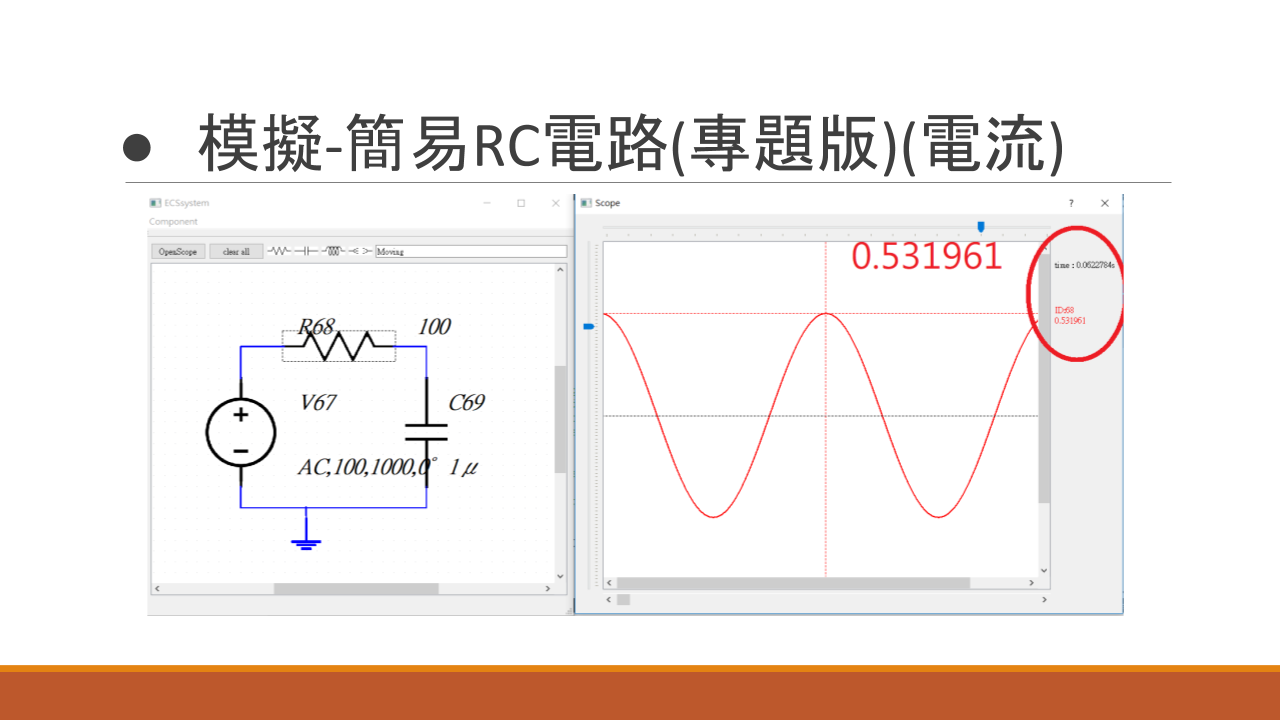 ● 模擬-簡易RC電路(專題版)(電流)
ECSsystem
Component
OpenScope clear all Moving
R68 100
V67 C69
AC,100,1000,0° 1μ
Scope
0.531961
time : 0.0622784s
ID:68
0.531961